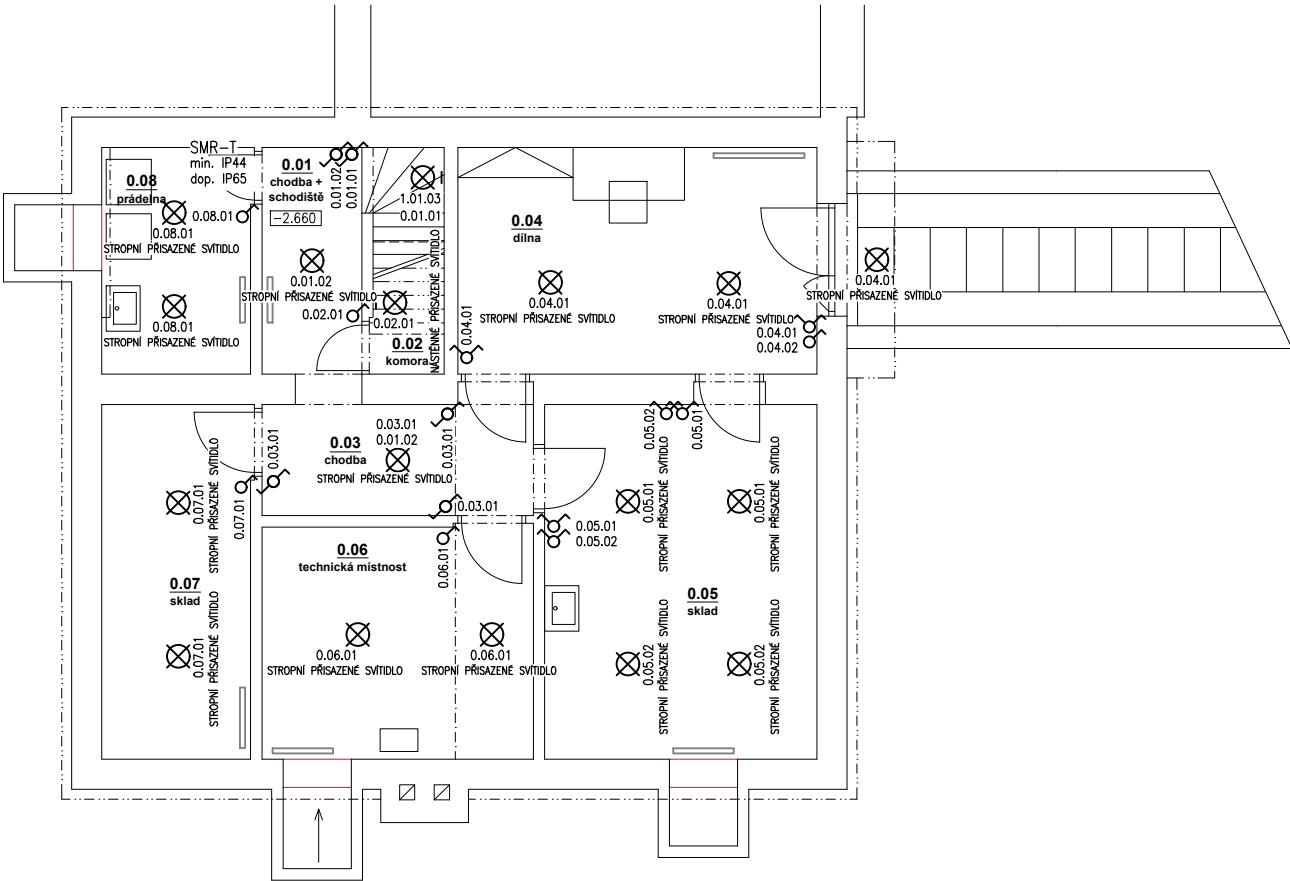 SMR-T
min. IP44
dop. IP65
0.08
prádelna
0.08.01
0.08.01
STROPNÍ PŘISAZENÉ SVÍTIDLO
0.08.01
STROPNÍ PŘISAZENÉ SVÍTIDLO
0.01
chodba +
schodiště
-2.660
0.01.02
0.01.01
0.01.02
STROPNÍ PŘISAZENÉ SVÍTIDLO
0.02.01
1.01.03
0.01.01
NÁSTĚNNÉ PŘISAZENÉ SVÍTIDLO
0.02.01
0.02
komora
0.04
dílna
0.04.01
STROPNÍ PŘISAZENÉ SVÍTIDLO
0.04.01
STROPNÍ PŘISAZENÉ SVÍTIDLO
0.04.01
STROPNÍ PŘISAZENÉ SVÍTIDLO
0.04.01
0.04.01
0.04.02
0.03.01
0.03
chodba
0.03.01
0.01.02
STROPNÍ PŘISAZENÉ SVÍTIDLO
0.03.01
0.03.01
0.05.02
0.05.01
0.05.01
STROPNÍ PŘISAZENÉ SVÍTIDLO
0.05.01
STROPNÍ PŘISAZENÉ SVÍTIDLO
0.05.01
0.05.02
0.05
sklad
0.05.02
STROPNÍ PŘISAZENÉ SVÍTIDLO
0.05.02
STROPNÍ PŘISAZENÉ SVÍTIDLO
0.07.01
STROPNÍ PŘISAZENÉ SVÍTIDLO
0.07.01
0.07
sklad
0.07.01
STROPNÍ PŘISAZENÉ SVÍTIDLO
0.06
technická místnost
0.06.01
0.06.01
STROPNÍ PŘISAZENÉ SVÍTIDLO
0.06.01
STROPNÍ PŘISAZENÉ SVÍTIDLO